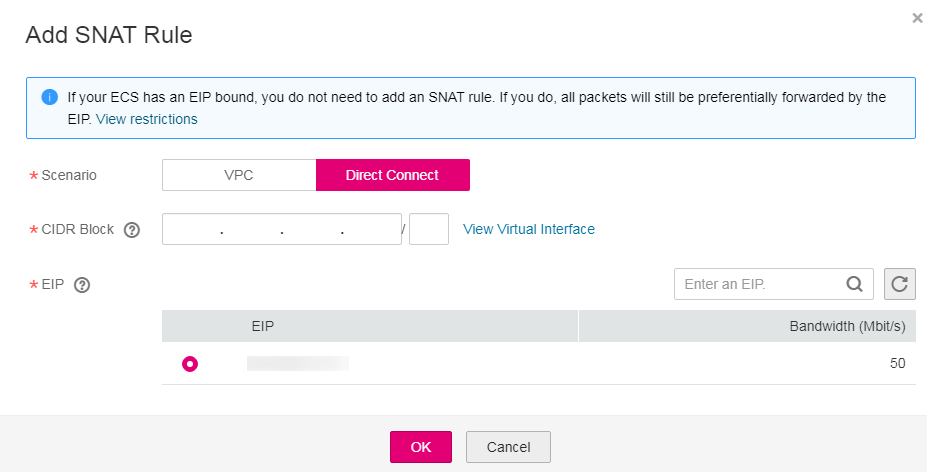 Add SNAT Rule
If your ECS has an EIP bound, you do not need to add an SNAT rule. If you do, all packets will still be preferentially forwarded by the
EIP. View restrictions
* Scenario VPC Direct Connect
* CIDR Block ? . . . / View Virtual Interface
* EIP ? Enter an EIP.
EIP Bandwidth (Mbit/s)
50
OK Cancel